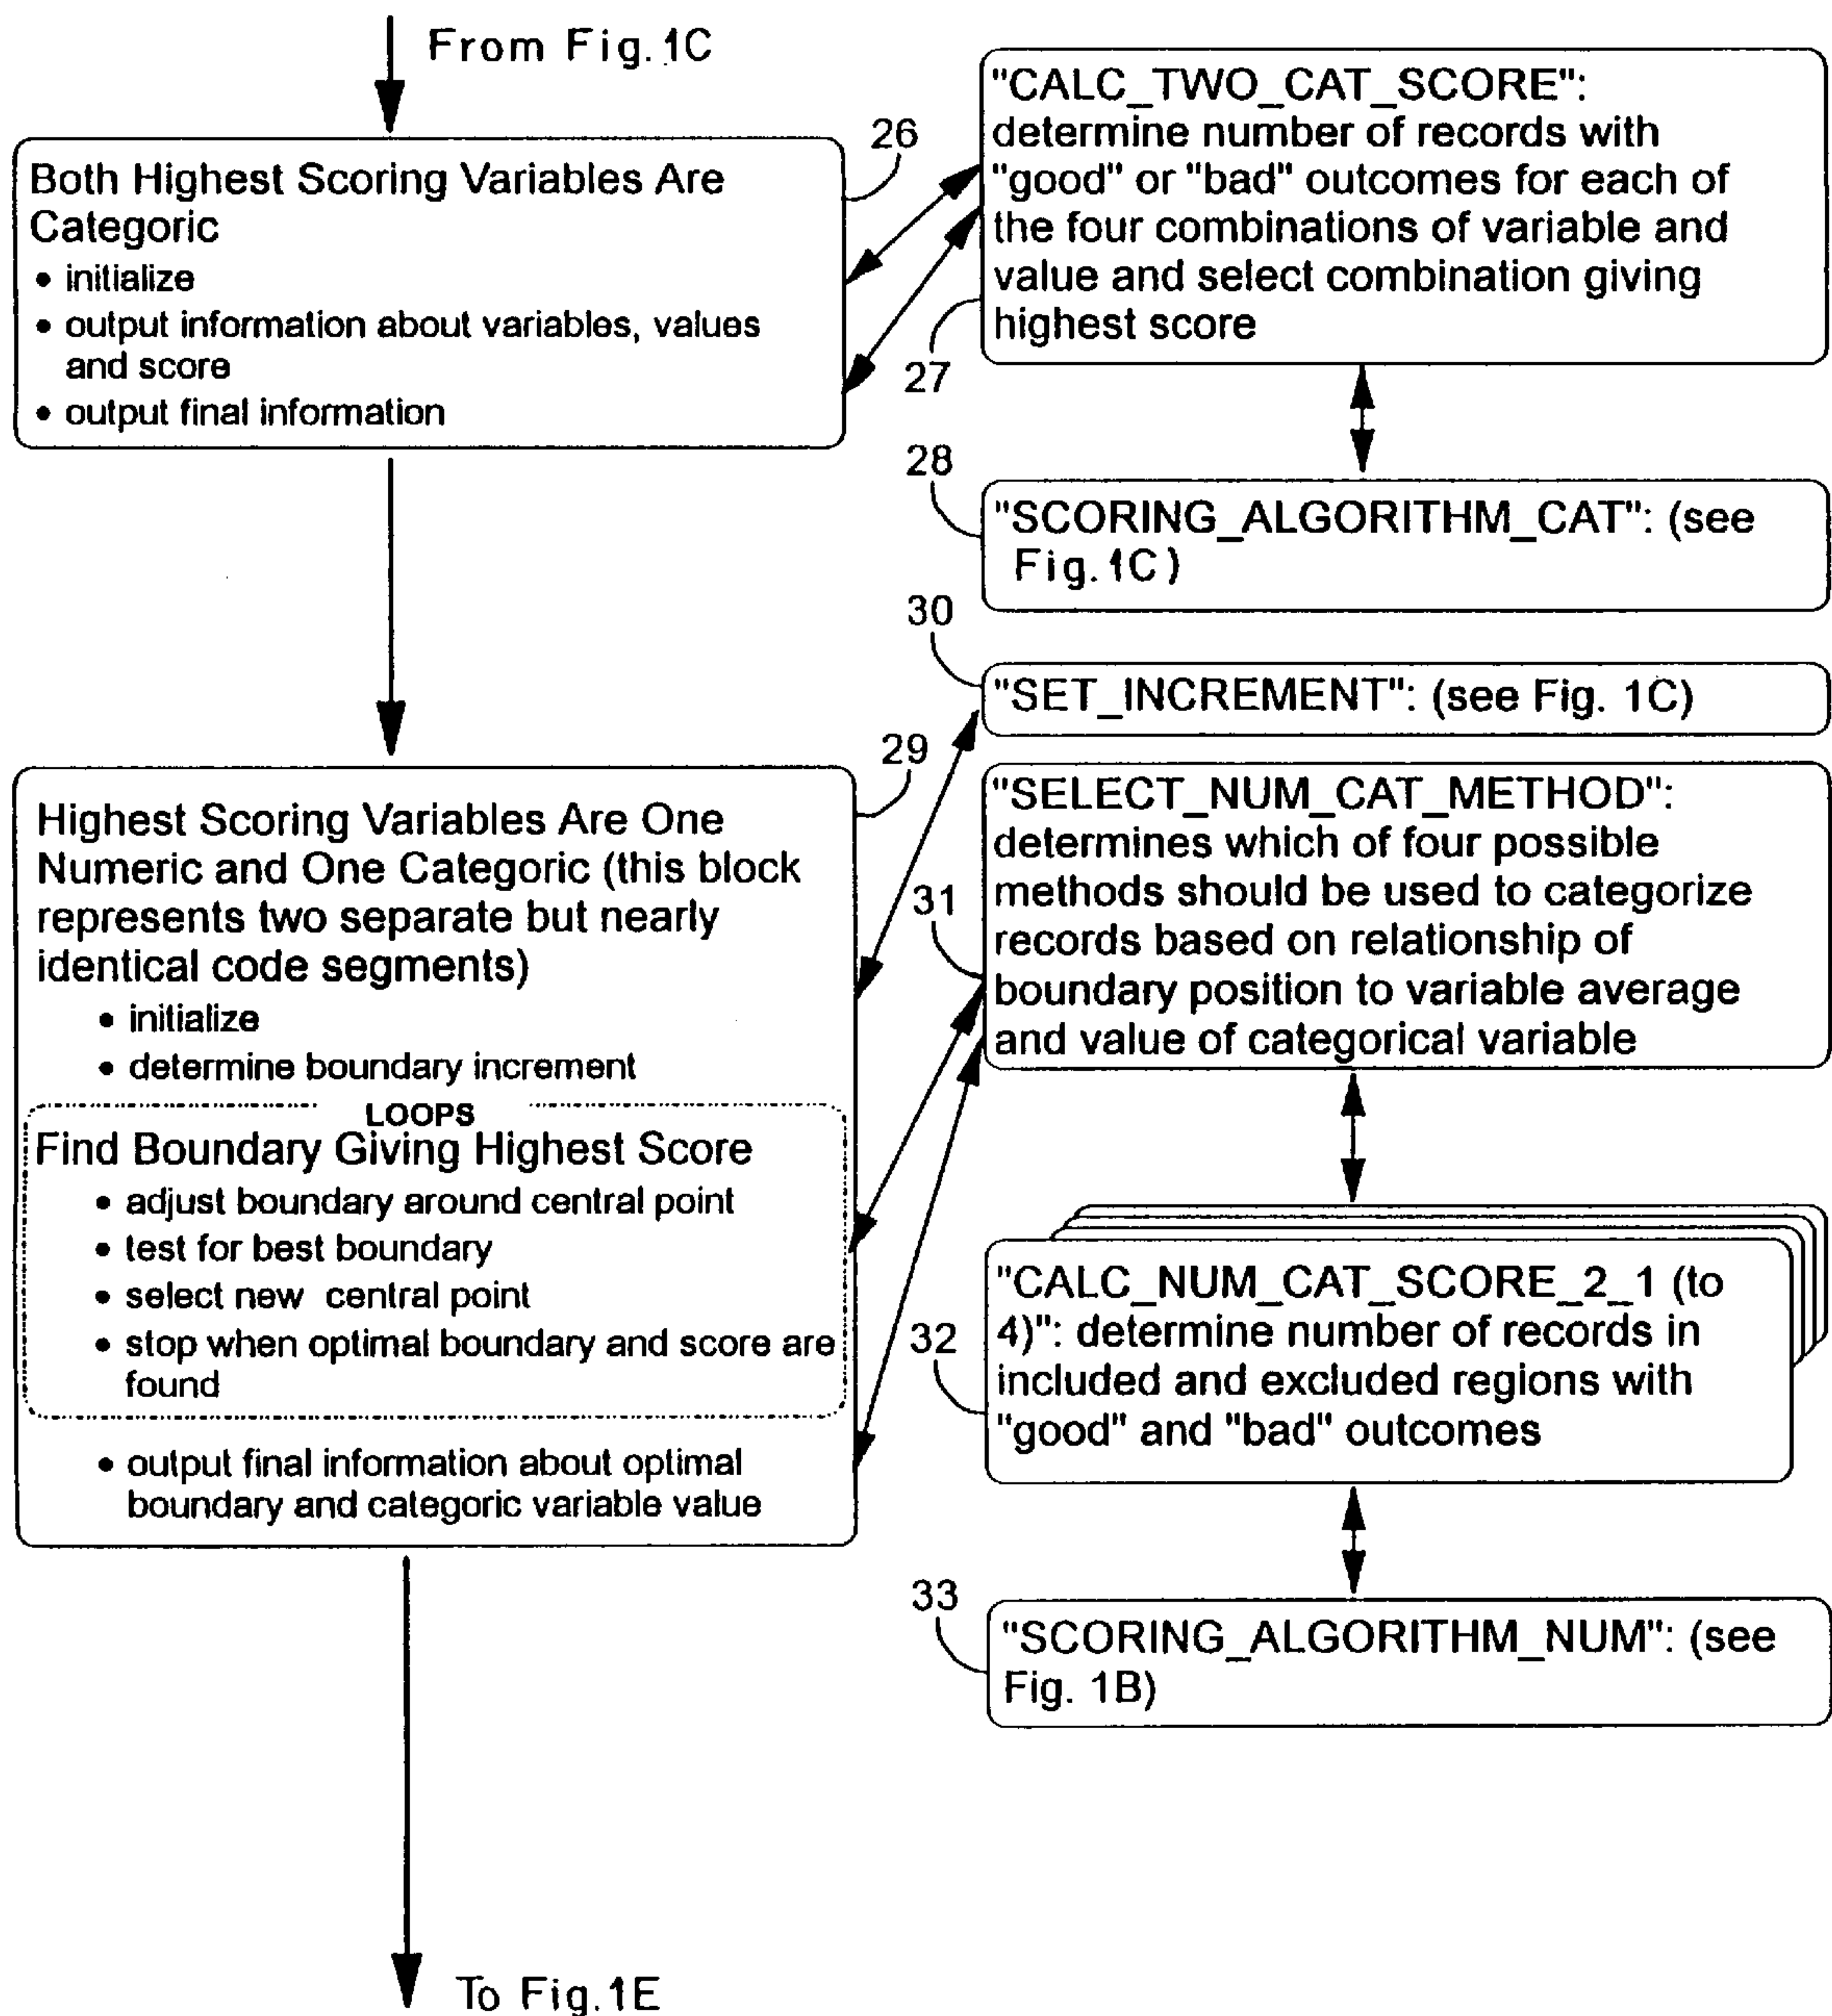 From Fig. 1C
Both Highest Scoring Variables Are
Categoric
• initialize
• output information about variables, values
and score
• output final information
26
"CALC_TWO_CAT_SCORE":
determine number of records with
"good" or "bad" outcomes for each of
the four combinations of variable and
value and select combination giving
highest score
27
28
"SCORING_ALGORITHM_CAT": (see
Fig. 1C)
30
"SET_INCREMENT": (see Fig. 1C)
29
Highest Scoring Variables Are One
Numeric and One Categoric (this block
represents two separate but nearly
identical code segments)
• initialize
• determine boundary increment
LOOPS
Find Boundary Giving Highest Score
• adjust boundary around central point
• test for best boundary
• select new central point
• stop when optimal boundary and score are
found
• output final information about optimal
boundary and categoric variable value
31
"SELECT_NUM_CAT_METHOD":
determines which of four possible
methods should be used to categorize
records based on relationship of
boundary position to variable average
and value of categorical variable
32
"CALC_NUM_CAT_SCORE_2_1 (to
4)": determine number of records in
included and excluded regions with
"good" and "bad" outcomes
33
"SCORING_ALGORITHM_NUM": (see
Fig. 1B)
To Fig. 1E